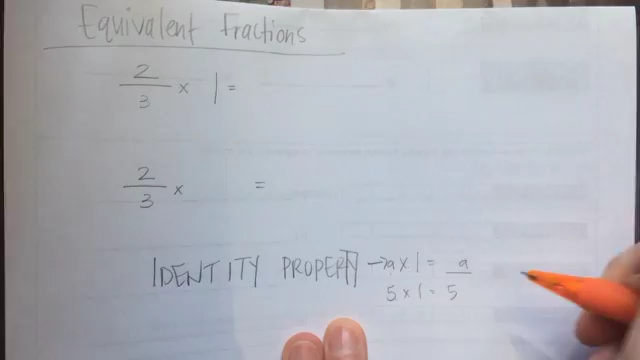 Equivalent Fractions
2/3 × 1 =
2/3 × =
IDENTITY PROPERTY → a × 1 = a
5 × 1 = 5